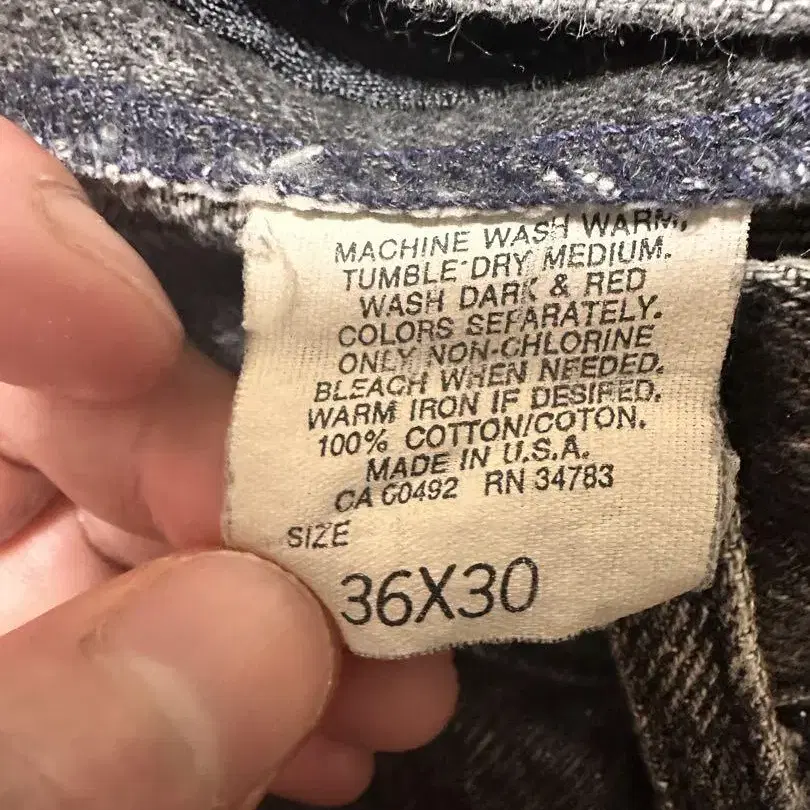 MACHINE WASH WARM,
TUMBLE DRY MEDIUM.
WASH DARK & RED
COLORS SEPARATELY.
ONLY NON-CHLORINE
BLEACH WHEN NEEDED.
WARM IRON IF DESIRED.
100% COTTON/COTON.
MADE IN U.S.A.
CA 00492 RN 34783
SIZE
36X30